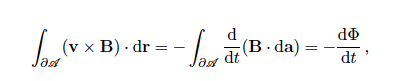 ∫_{∂𝒜} (v × B) · dr = − ∫_{∂𝒜} d/dt (B · da) = − dΦ/dt ,